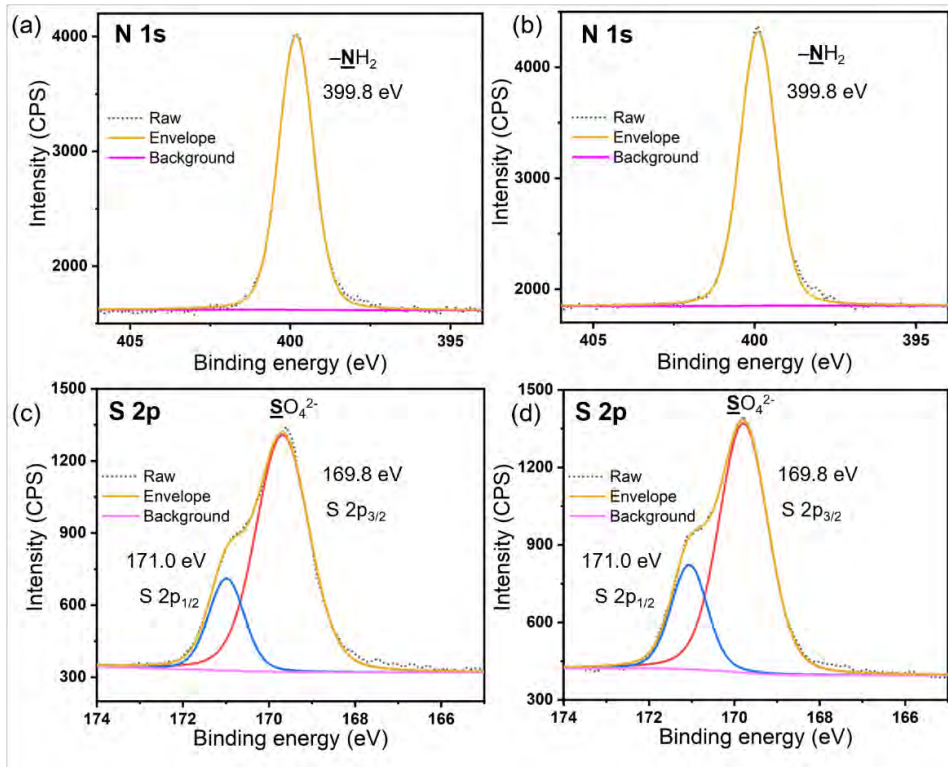 (a) N 1s
4000
3000
2000
–NH₂
399.8 eV
Raw
Envelope
Background
Intensity (CPS)
405 400 395
Binding energy (eV)
(b) N 1s
4200
3600
3000
2400
1800
–NH₂
399.8 eV
Raw
Envelope
Background
Intensity (CPS)
405 400 395
Binding energy (eV)
(c) S 2p
1500
1200
900
600
300
SO₄²⁻
169.8 eV
S 2p₃/₂
Raw
Envelope
Background
171.0 eV
S 2p₁/₂
Intensity (CPS)
174 172 170 168 166
Binding energy (eV)
(d) S 2p
1500
1200
900
600
300
SO₄²⁻
169.8 eV
S 2p₃/₂
Raw
Envelope
Background
171.0 eV
S 2p₁/₂
Intensity (CPS)
174 172 170 168 166
Binding energy (eV)